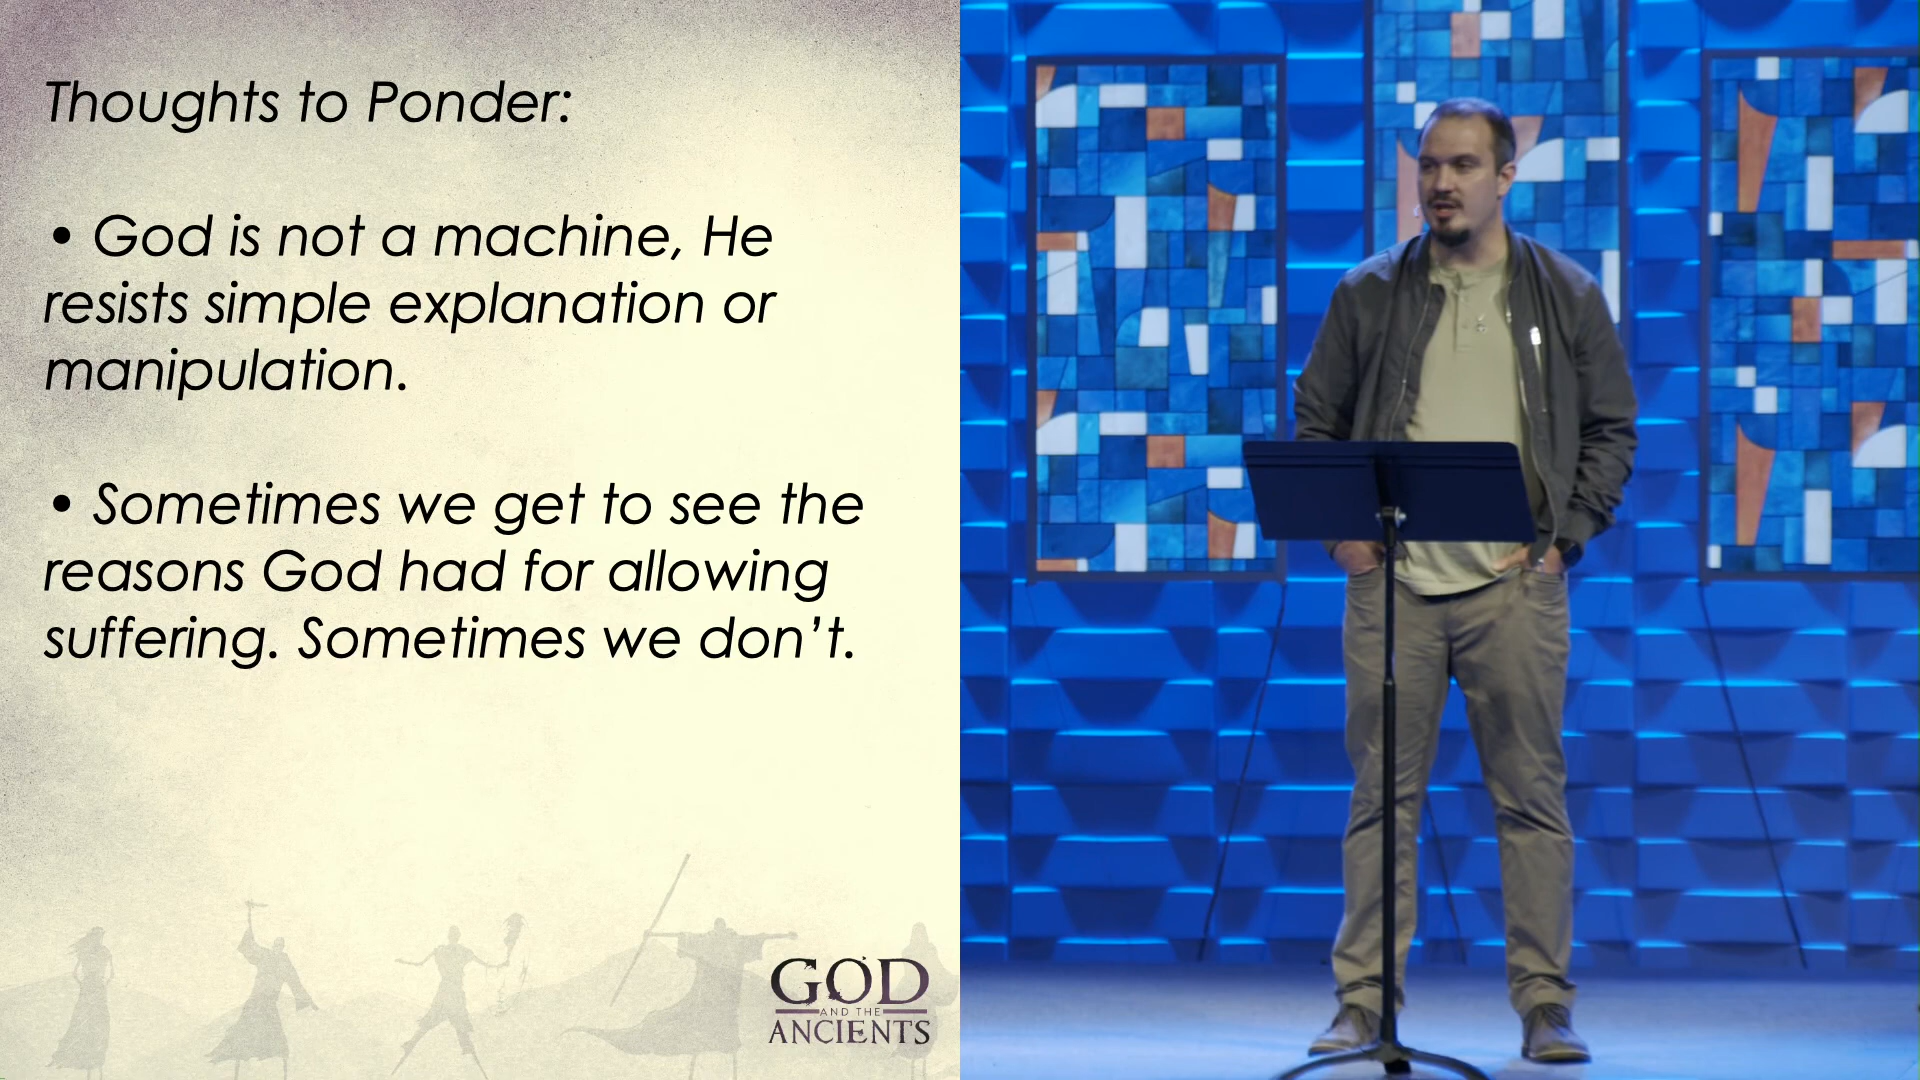 Thoughts to Ponder:
• God is not a machine, He
resists simple explanation or
manipulation.
• Sometimes we get to see the
reasons God had for allowing
suffering. Sometimes we don’t.
GOD
AND THE
ANCIENTS